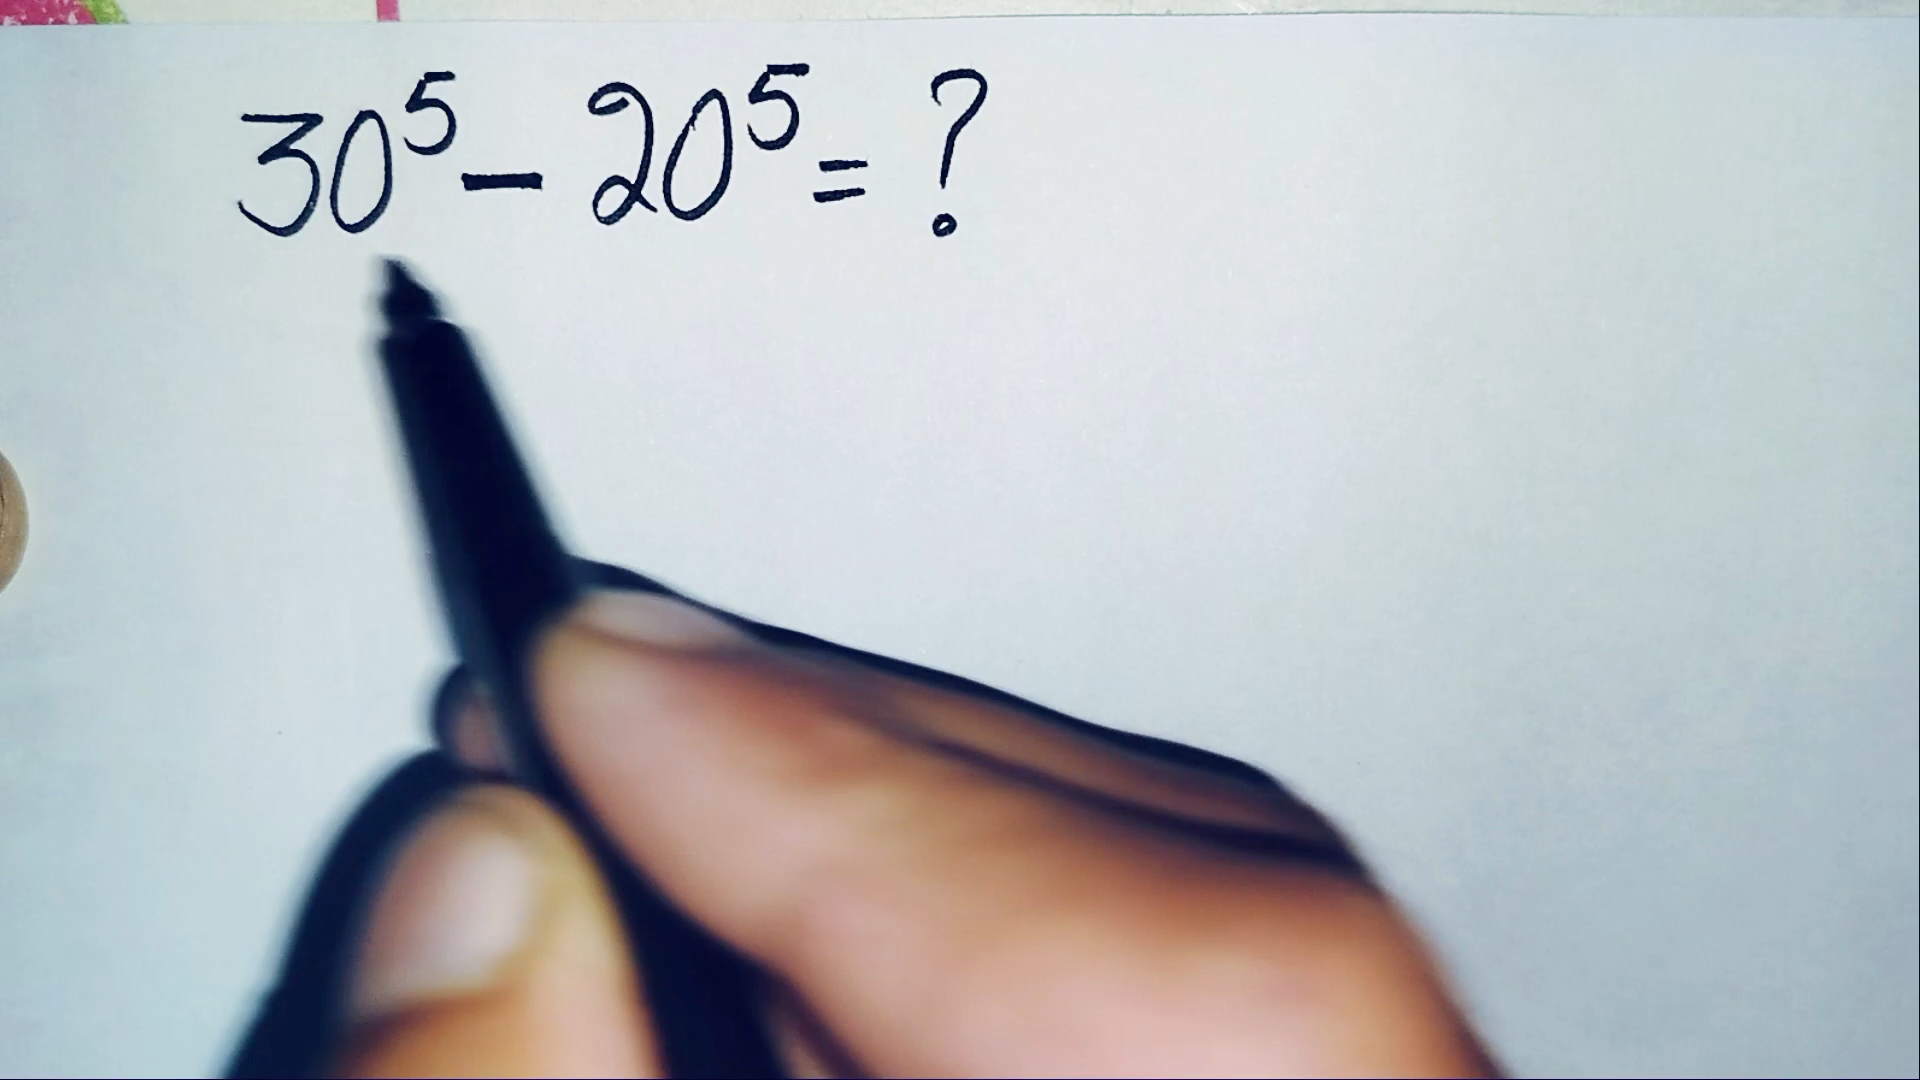 30⁵ - 20⁵ = ?